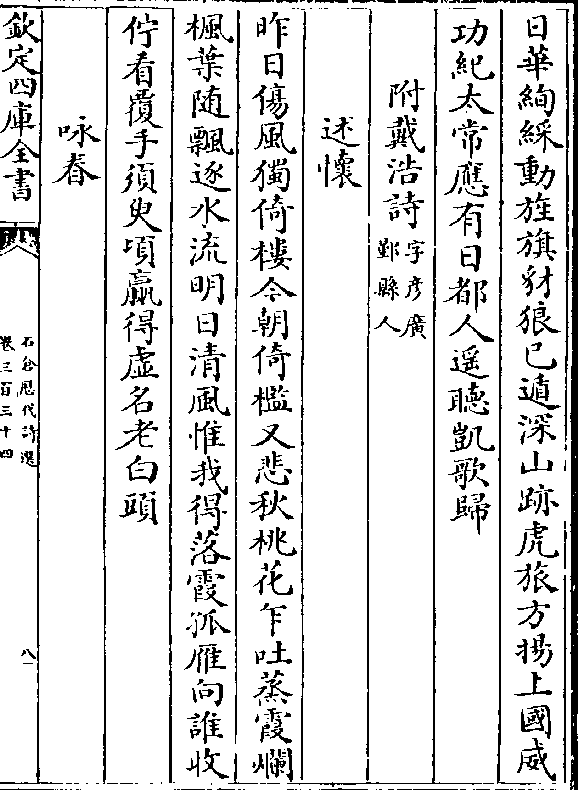 日華絢綵動旌旗豺狼已遁深山跡虎旅方揚上國威
功紀太常應有日都人遥聽凱歌歸
附戴浩詩字彥廣
鄞縣人
述懷
昨日傷風獨倚樓今朝倚檻又悲秋桃花乍吐蒸霞爛
楓葉随飄逐水流明日清風惟我得落霞孤雁向誰收
佇看覆手須臾頃贏得虚名老白頭
咏春
欽定四庫全書
石倉歷代詩選
卷三百三十四
八